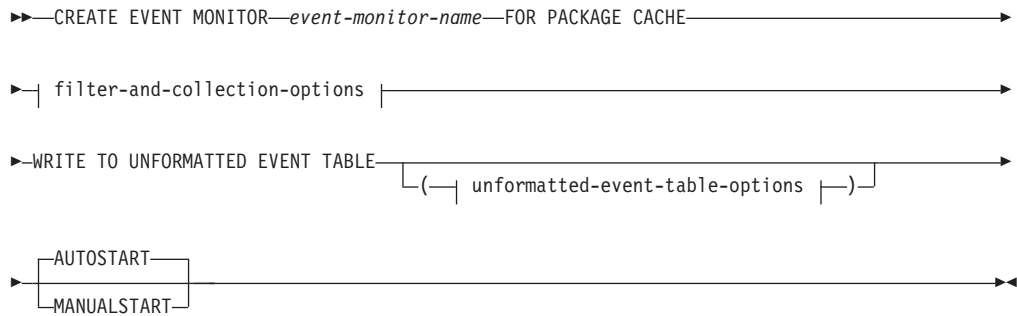 CREATE EVENT MONITOR event-monitor-name FOR PACKAGE CACHE
filter-and-collection-options
WRITE TO UNFORMATTED EVENT TABLE
( unformatted-event-table-options )
AUTOSTART
MANUALSTART